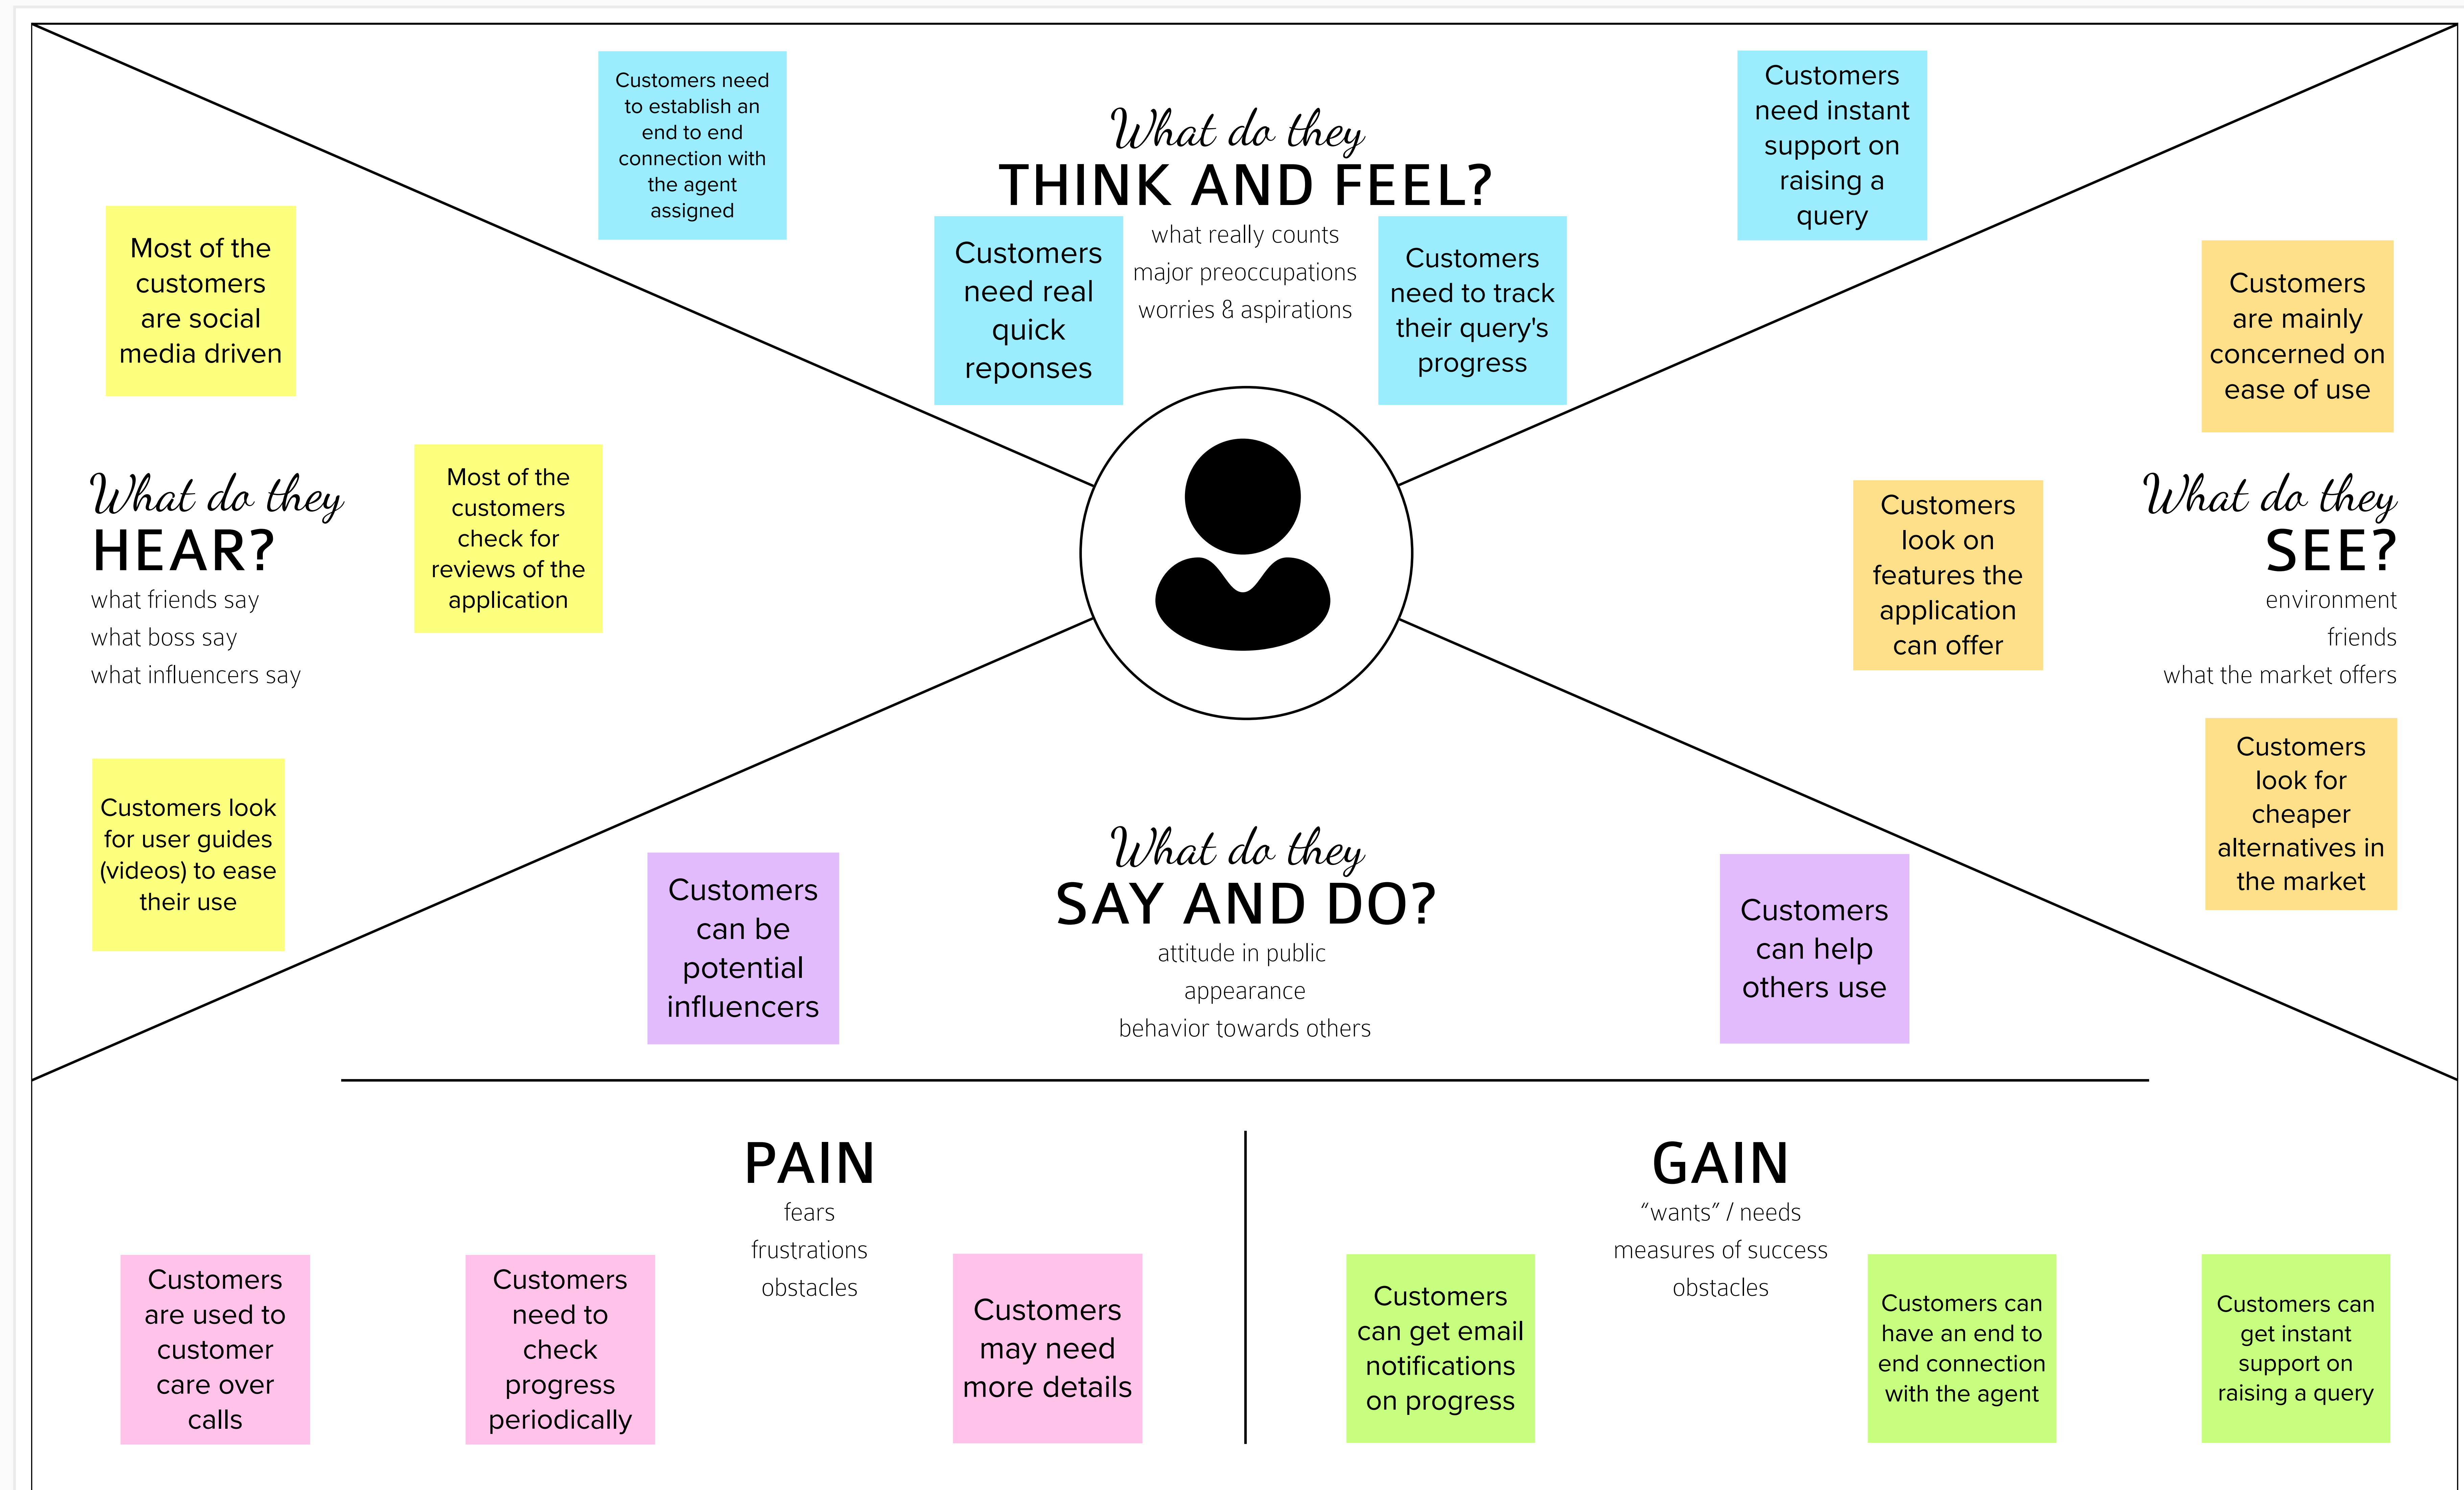 Customers need
to establish an
end to end
connection with
the agent
assigned
What do they
THINK AND FEEL?
what really counts
major preoccupations
worries & aspirations
Customers
need real
quick
reponses
Customers
need to track
their query's
progress
Customers
need instant
support on
raising a
query
Most of the
customers
are social
media driven
What do they
HEAR?
what friends say
what boss say
what influencers say
Most of the
customers
check for
reviews of the
application
Customers look
for user guides
(videos) to ease
their use
Customers
are mainly
concerned on
ease of use
Customers
look on
features the
application
can offer
What do they
SEE?
environment
friends
what the market offers
Customers
look for
cheaper
alternatives in
the market
What do they
SAY AND DO?
attitude in public
appearance
behavior towards others
Customers
can be
potential
influencers
Customers
can help
others use
PAIN
fears
frustrations
obstacles
Customers
are used to
customer
care over
calls
Customers
need to
check
progress
periodically
Customers
may need
more details
GAIN
“wants” / needs
measures of success
obstacles
Customers
can get email
notifications
on progress
Customers can
have an end to
end connection
with the agent
Customers can
get instant
support on
raising a query